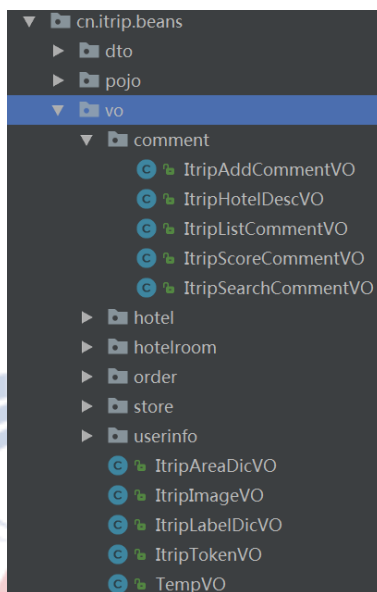 cn.itrip.beans
dto
pojo
vo
comment
C ItripAddCommentVO
C ItripHotelDescVO
C ItripListCommentVO
C ItripScoreCommentVO
C ItripSearchCommentVO
hotel
hotelroom
order
store
userinfo
C ItripAreaDicVO
C ItripImageVO
C ItripLabelDicVO
C ItripTokenVO
C TempVO